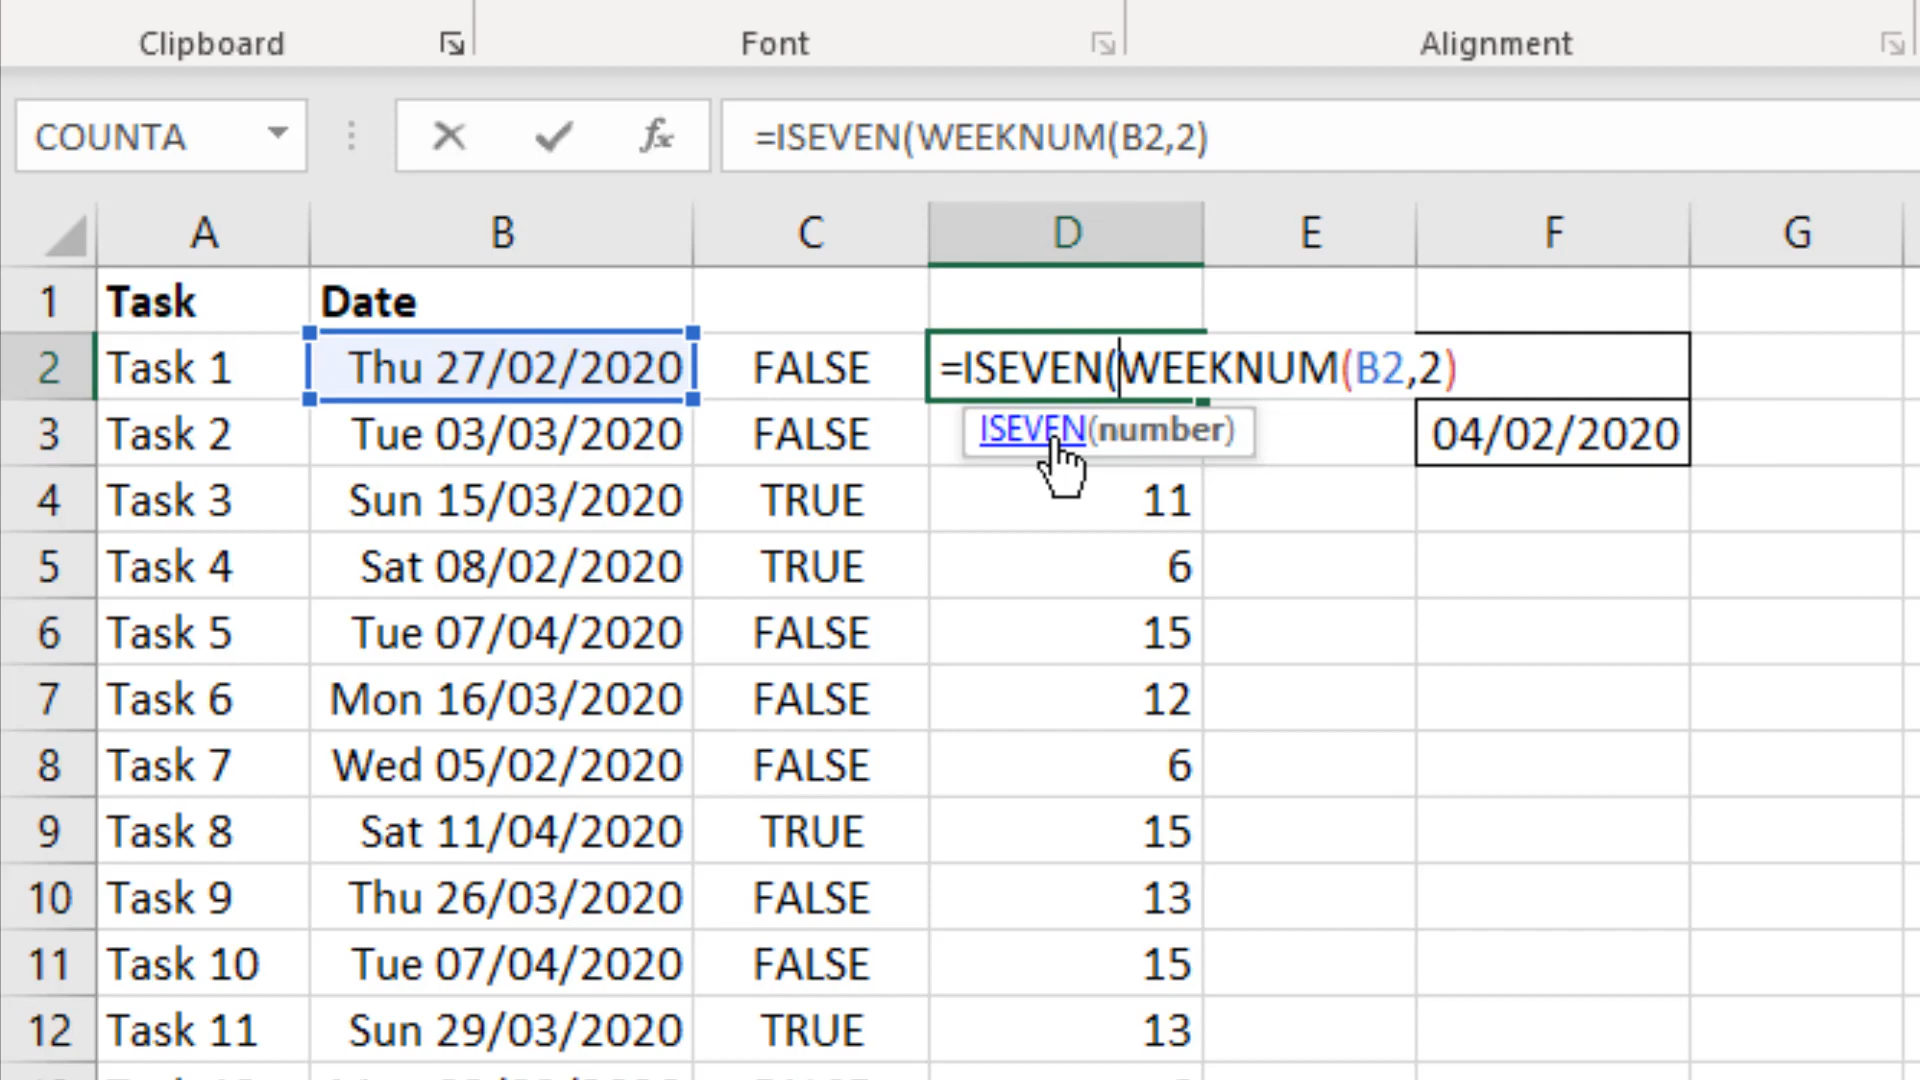 Clipboard Font Alignment
COUNTA fx =ISEVEN(WEEKNUM(B2,2)
A B C D E F G
1 Task Date
2 Task 1 Thu 27/02/2020 FALSE =ISEVEN(WEEKNUM(B2,2)
ISEVEN(number)
3 Task 2 Tue 03/03/2020 FALSE 04/02/2020
4 Task 3 Sun 15/03/2020 TRUE 11
5 Task 4 Sat 08/02/2020 TRUE 6
6 Task 5 Tue 07/04/2020 FALSE 15
7 Task 6 Mon 16/03/2020 FALSE 12
8 Task 7 Wed 05/02/2020 FALSE 6
9 Task 8 Sat 11/04/2020 TRUE 15
10 Task 9 Thu 26/03/2020 FALSE 13
11 Task 10 Tue 07/04/2020 FALSE 15
12 Task 11 Sun 29/03/2020 TRUE 13